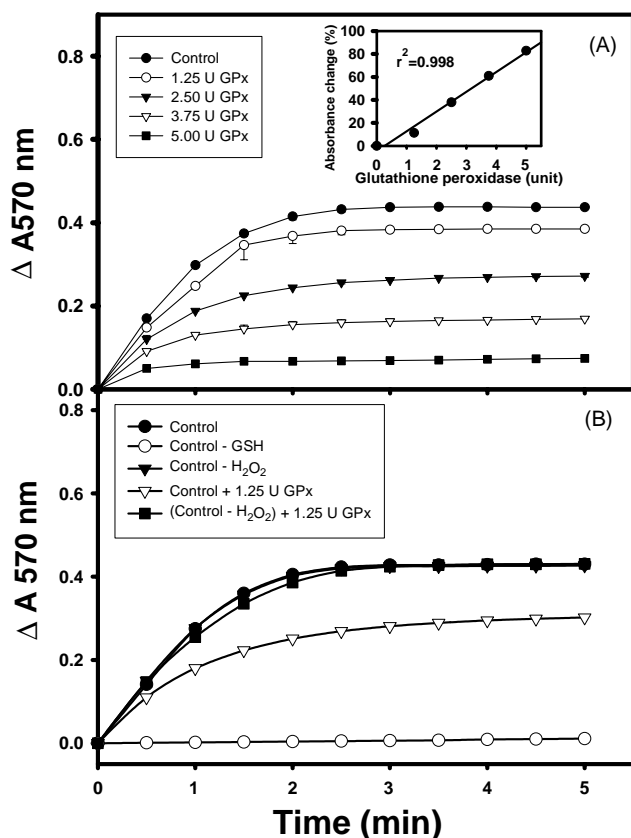 (A)
Control
1.25 U GPx
2.50 U GPx
3.75 U GPx
5.00 U GPx
Absorbance change (%)
100
80
60
40
20
0
r²=0.998
0 1 2 3 4 5
Glutathione peroxidase (unit)
Δ A570 nm
0.8
0.6
0.4
0.2
0.0
(B)
Control
Control - GSH
Control - H₂O₂
Control + 1.25 U GPx
(Control - H₂O₂) + 1.25 U GPx
Δ A 570 nm
0.8
0.6
0.4
0.2
0.0
0 1 2 3 4 5
Time (min)